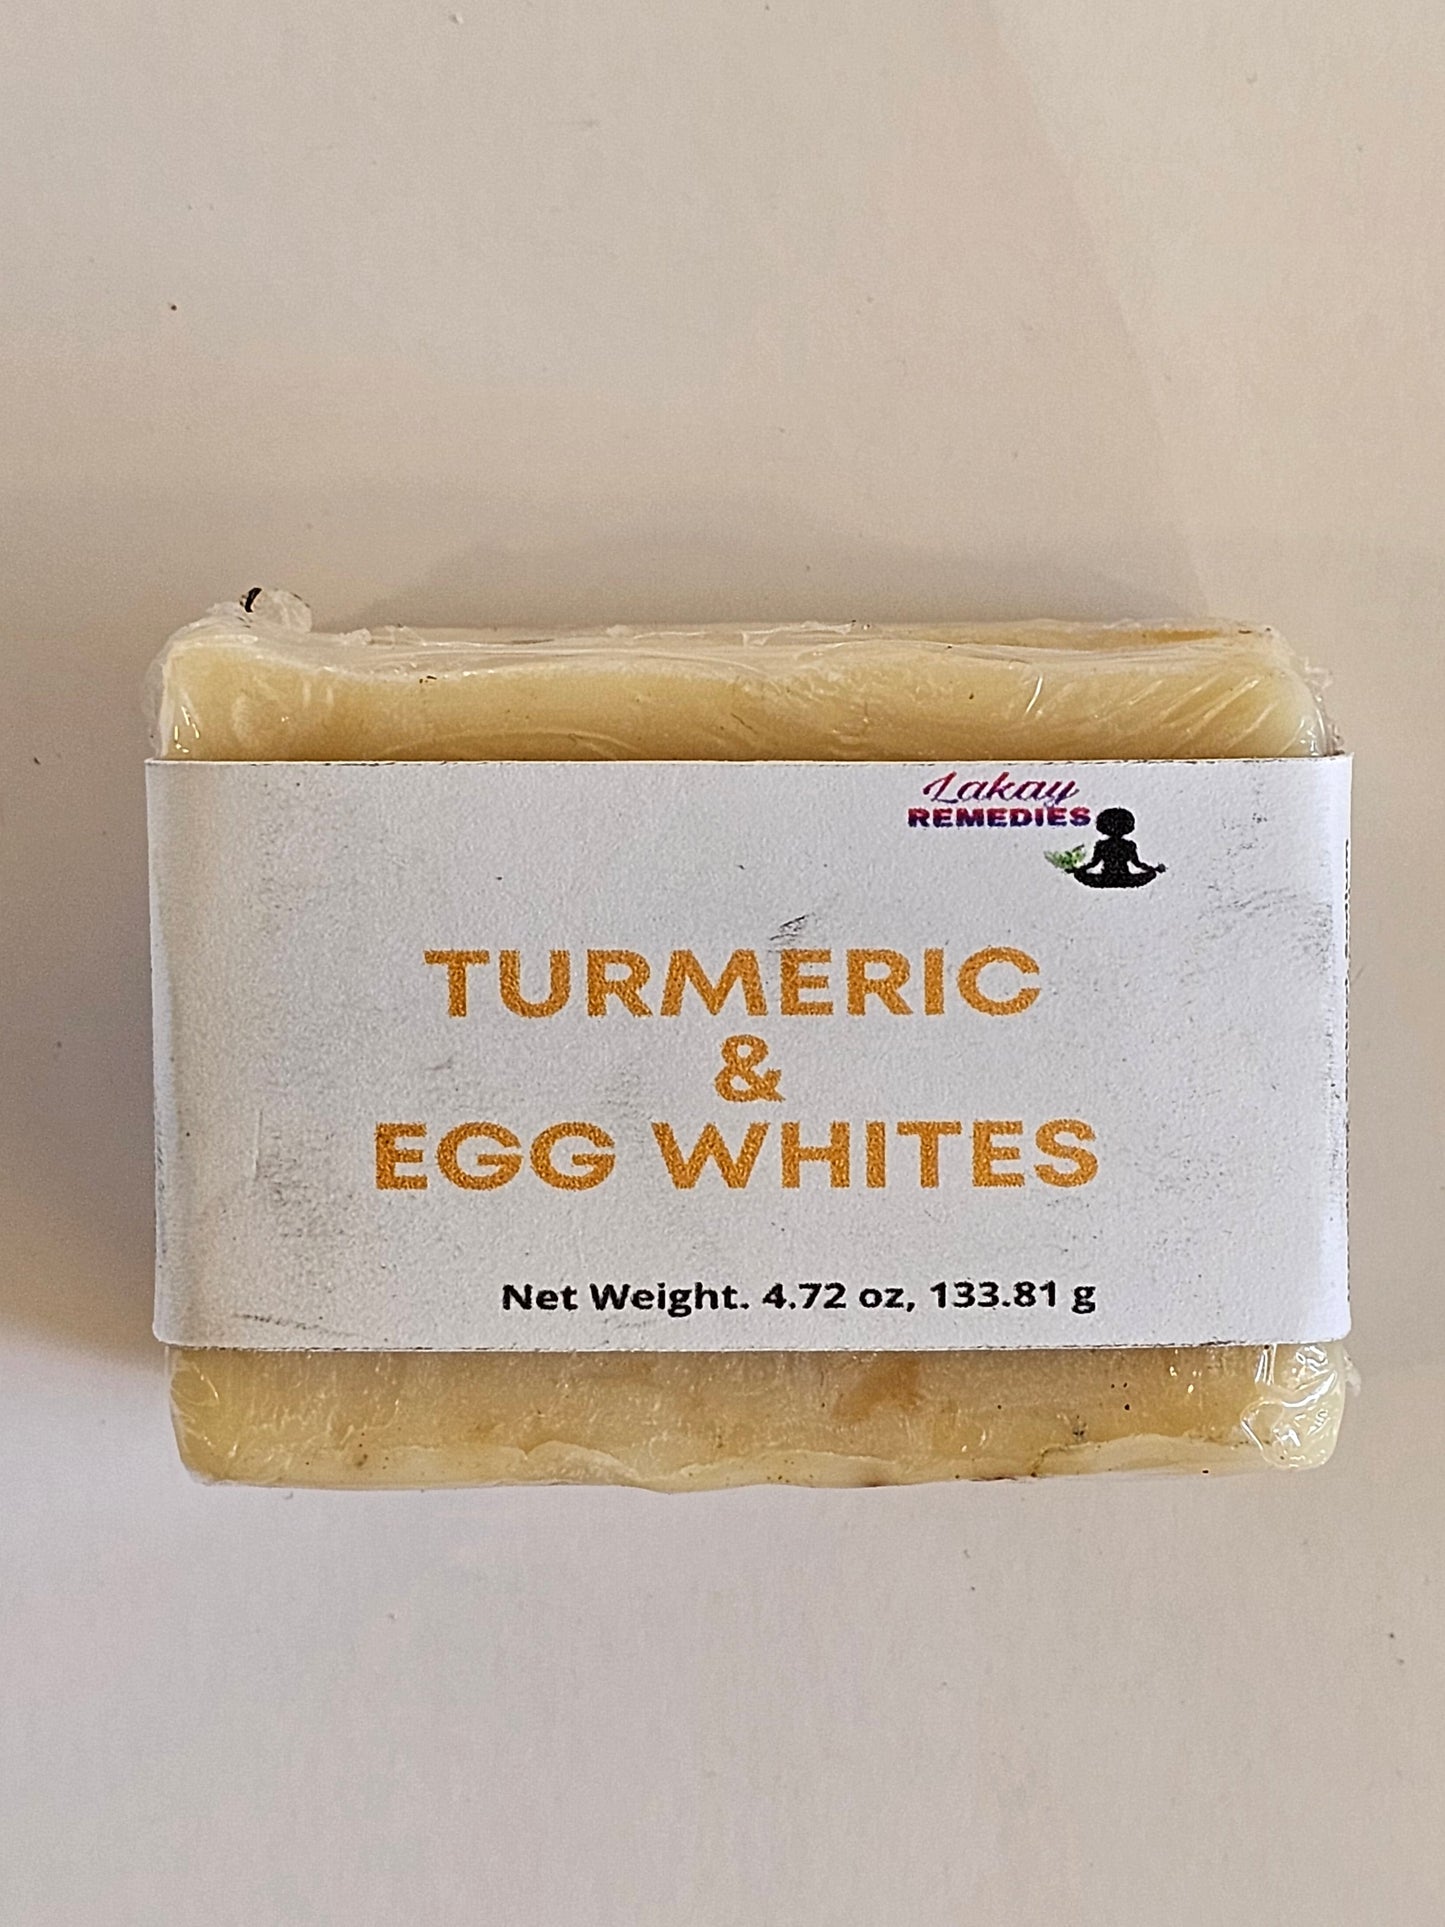 Lakay
REMEDIES
TURMERIC
&
EGG WHITES
Net Weight. 4.72 oz, 133.81 g